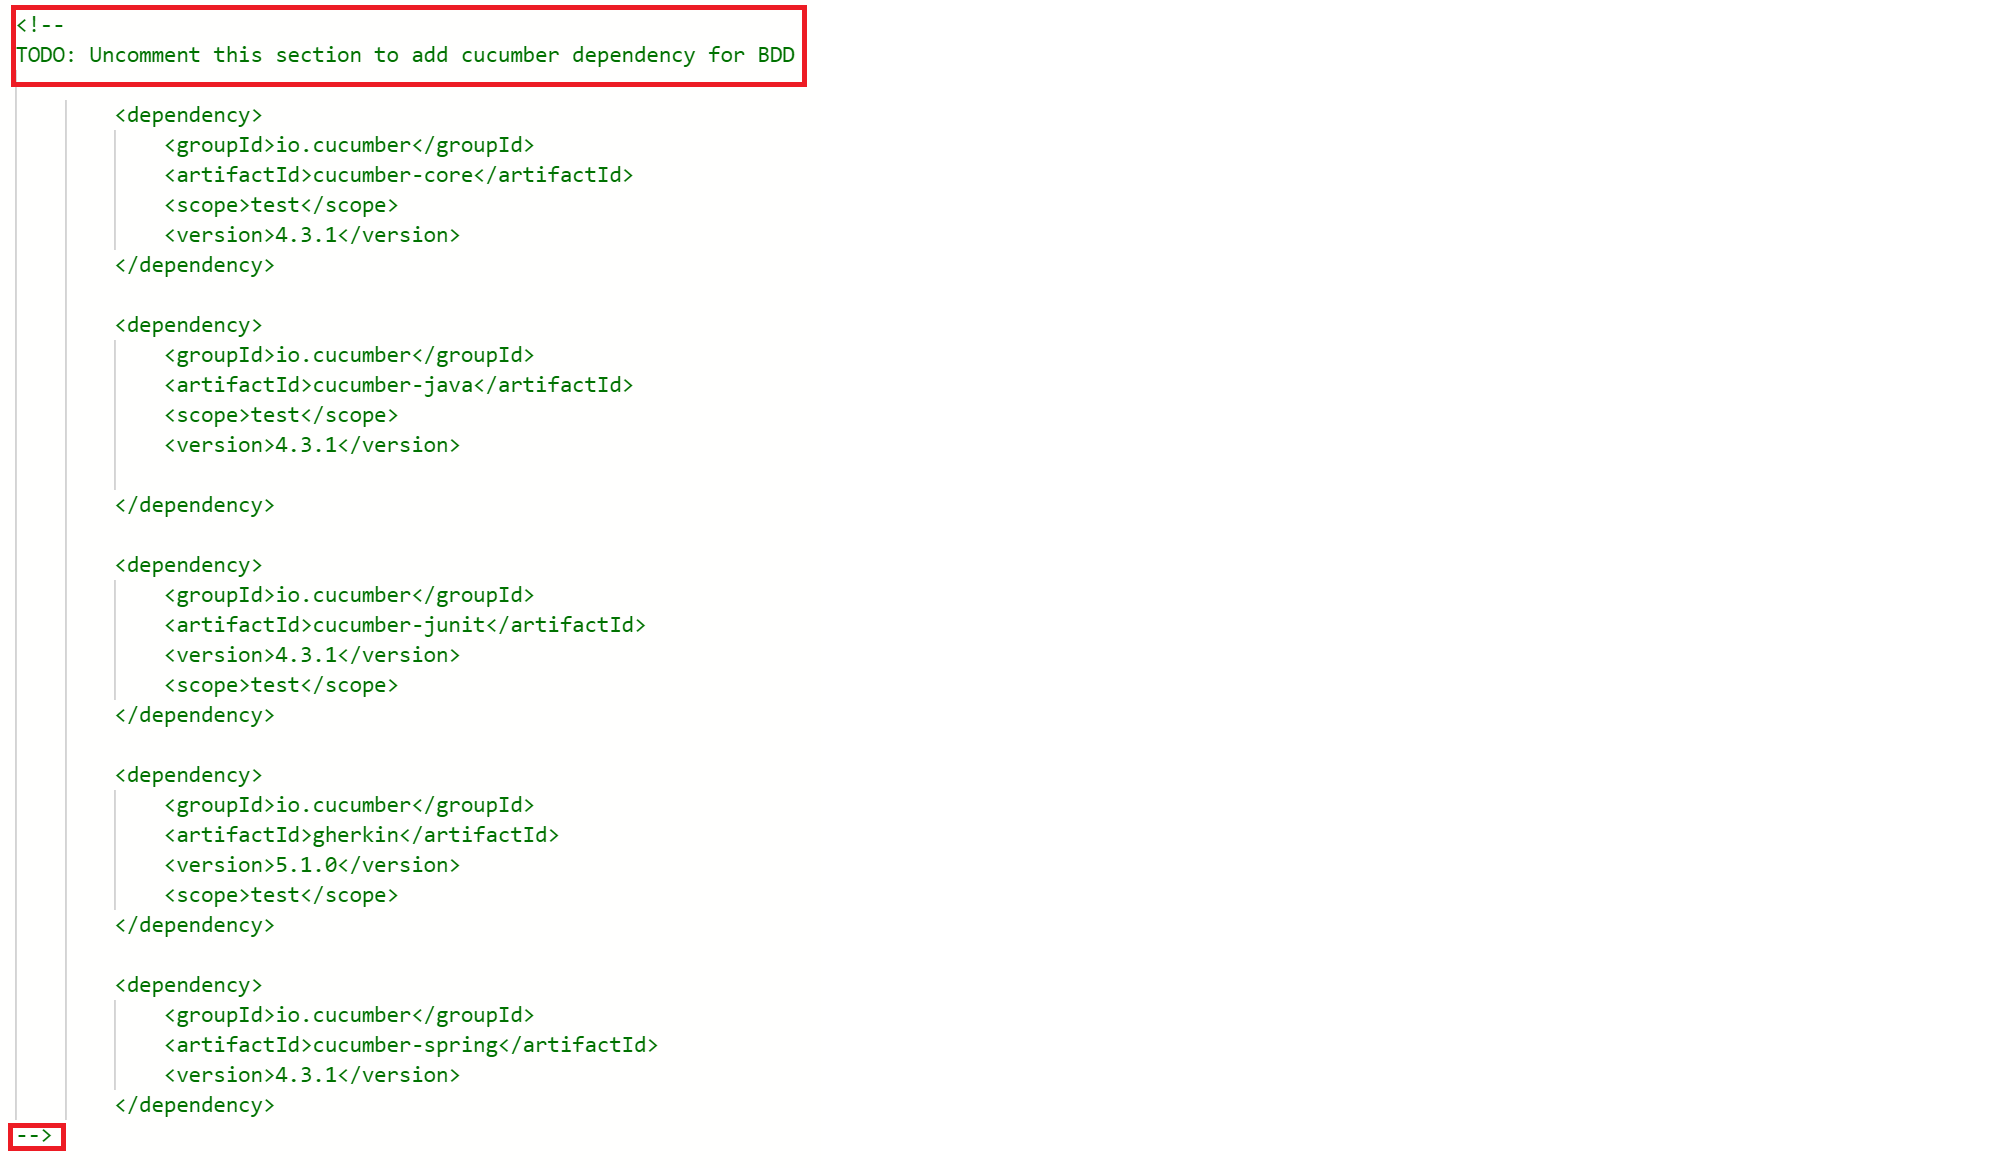 <!--
TODO: Uncomment this section to add cucumber dependency for BDD
<dependency>
<groupId>io.cucumber</groupId>
<artifactId>cucumber-core</artifactId>
<scope>test</scope>
<version>4.3.1</version>
</dependency>
<dependency>
<groupId>io.cucumber</groupId>
<artifactId>cucumber-java</artifactId>
<scope>test</scope>
<version>4.3.1</version>
</dependency>
<dependency>
<groupId>io.cucumber</groupId>
<artifactId>cucumber-junit</artifactId>
<version>4.3.1</version>
<scope>test</scope>
</dependency>
<dependency>
<groupId>io.cucumber</groupId>
<artifactId>gherkin</artifactId>
<version>5.1.0</version>
<scope>test</scope>
</dependency>
<dependency>
<groupId>io.cucumber</groupId>
<artifactId>cucumber-spring</artifactId>
<version>4.3.1</version>
</dependency>
-->